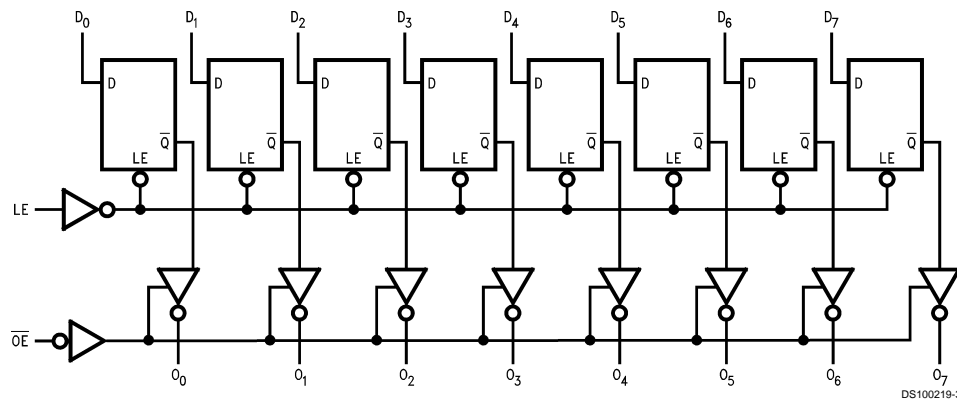 D0 D1 D2 D3 D4 D5 D6 D7
D D D D D D D D
Q̅ Q̅ Q̅ Q̅ Q̅ Q̅ Q̅ Q̅
LE LE LE LE LE LE LE LE
LE
O̅E̅
O0 O1 O2 O3 O4 O5 O6 O7